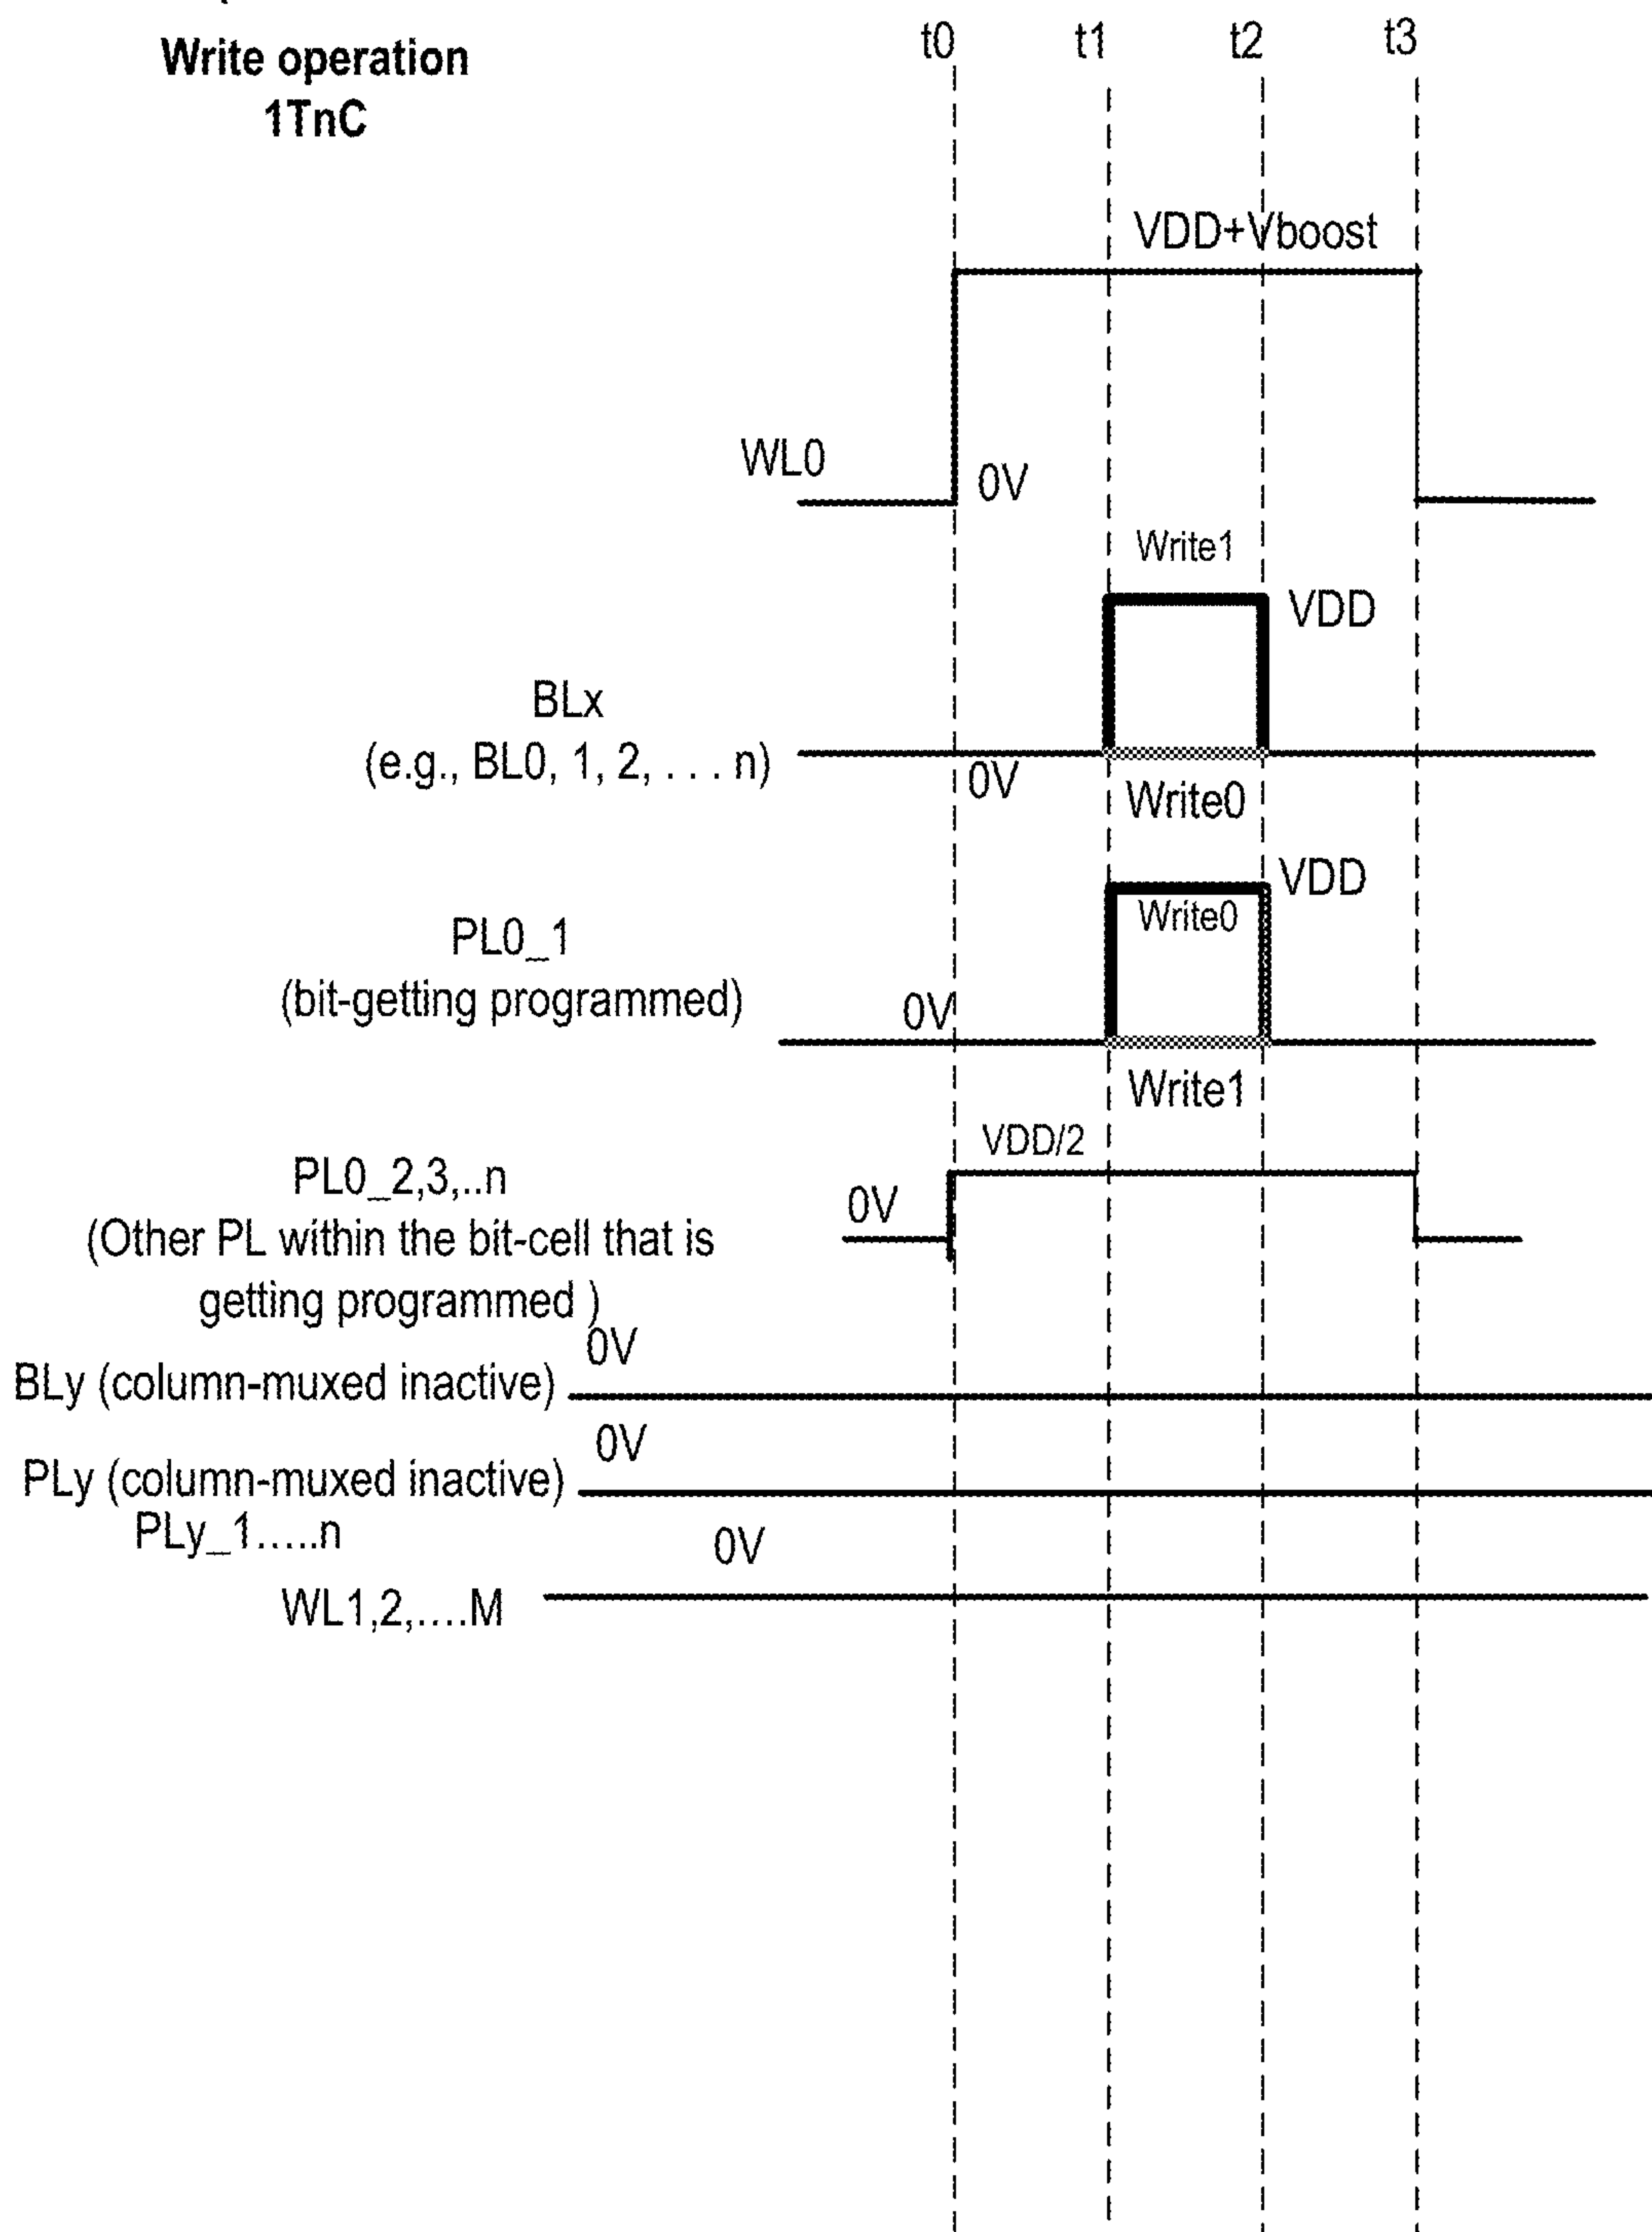 Write operation
1TnC
t0 t1 t2 t3
VDD+Vboost
WL0
0V
Write1
VDD
BLx
(e.g., BL0, 1, 2, . . . n)
0V
Write0
VDD
Write0
PL0_1
(bit-getting programmed)
0V
Write1
VDD/2
PL0_2,3,..n
0V
(Other PL within the bit-cell that is
getting programmed )
0V
BLy (column-muxed inactive)
0V
PLy (column-muxed inactive)
PLy_1.....n
0V
WL1,2,....M